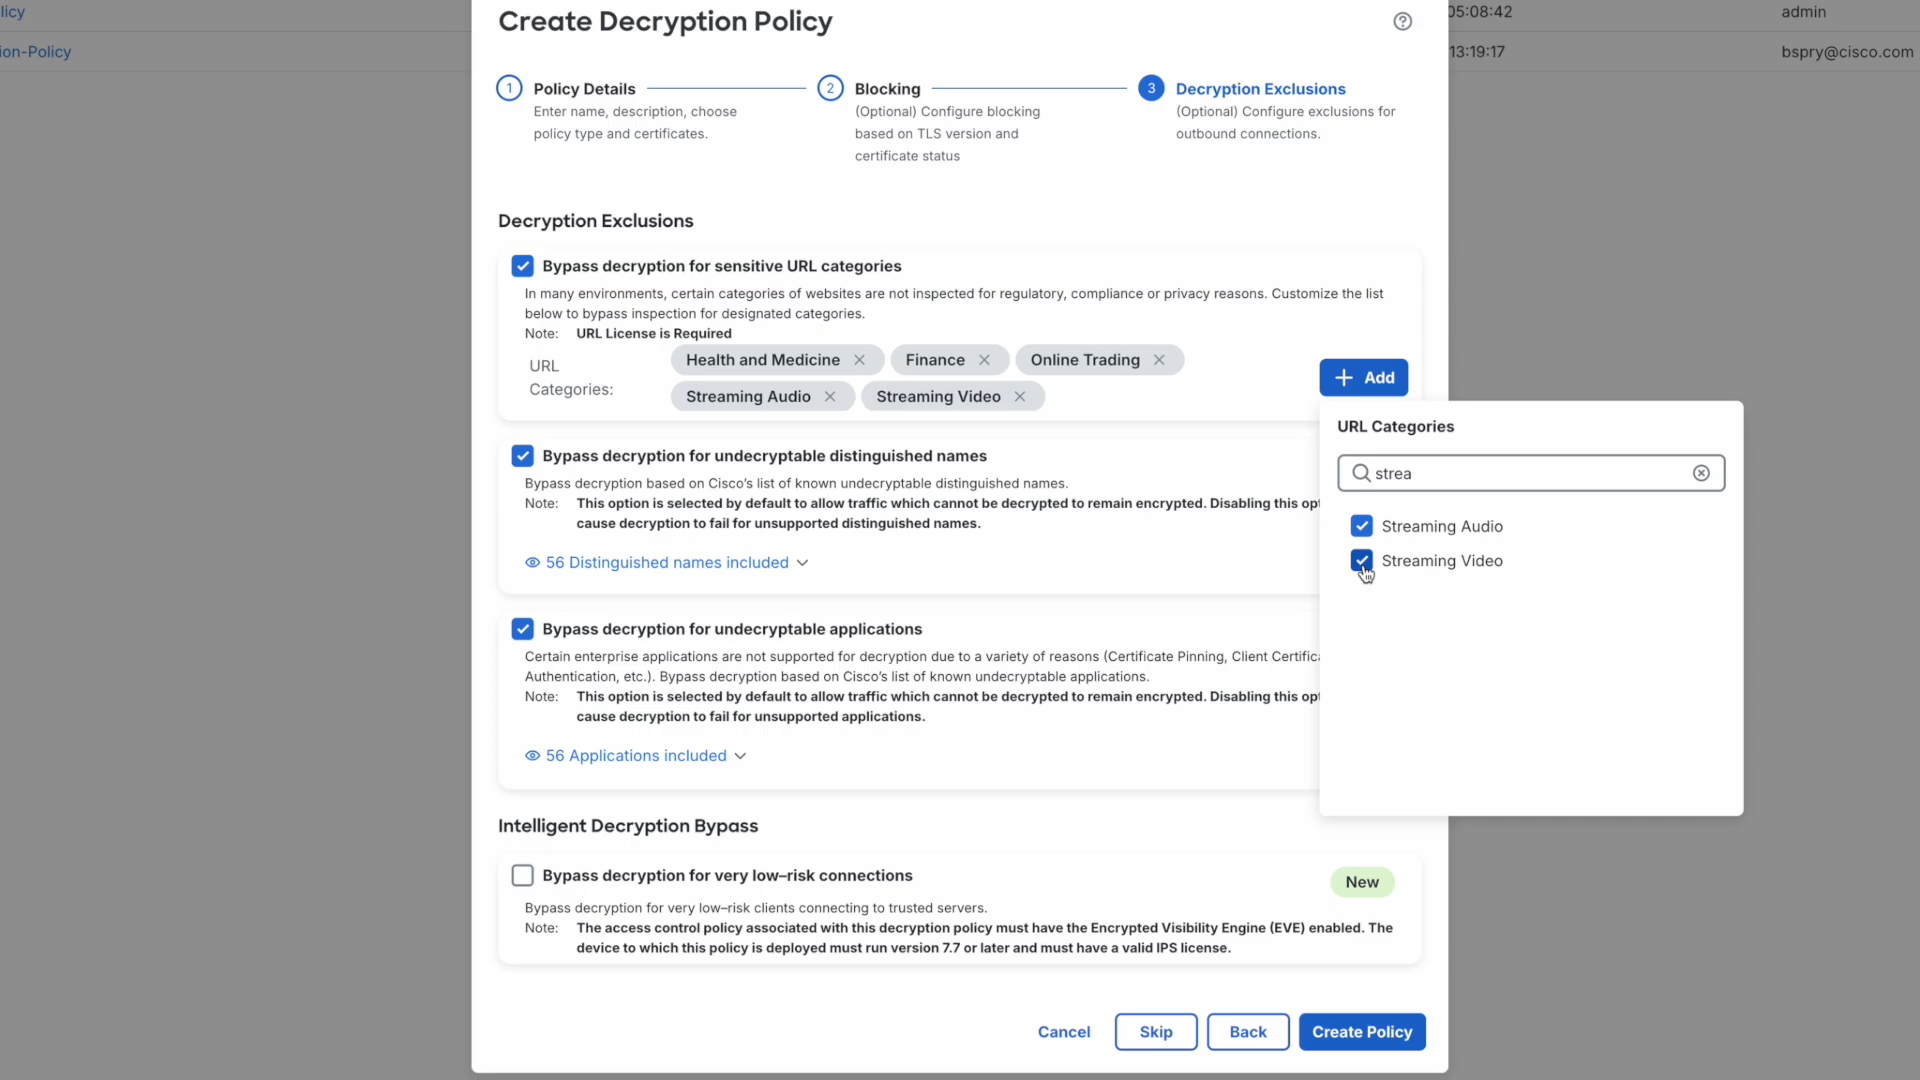 licy
05:08:42
admin
ion-Policy
13:19:17
bspry@cisco.com
Create Decryption Policy
1
Policy Details
Enter name, description, choose
policy type and certificates.
2
Blocking
(Optional) Configure blocking
based on TLS version and
certificate status
3
Decryption Exclusions
(Optional) Configure exclusions for
outbound connections.
Decryption Exclusions
Bypass decryption for sensitive URL categories
In many environments, certain categories of websites are not inspected for regulatory, compliance or privacy reasons. Customize the list
below to bypass inspection for designated categories.
Note: URL License is Required
URL
Categories:
Health and Medicine
Finance
Online Trading
Streaming Audio
Streaming Video
Add
URL Categories
strea
Streaming Audio
Streaming Video
Bypass decryption for undecryptable distinguished names
Bypass decryption based on Cisco's list of known undecryptable distinguished names.
Note: This option is selected by default to allow traffic which cannot be decrypted to remain encrypted. Disabling this opt
cause decryption to fail for unsupported distinguished names.
56 Distinguished names included
Bypass decryption for undecryptable applications
Certain enterprise applications are not supported for decryption due to a variety of reasons (Certificate Pinning, Client Certifica
Authentication, etc.). Bypass decryption based on Cisco's list of known undecryptable applications.
Note: This option is selected by default to allow traffic which cannot be decrypted to remain encrypted. Disabling this opt
cause decryption to fail for unsupported applications.
56 Applications included
Intelligent Decryption Bypass
Bypass decryption for very low–risk connections
New
Bypass decryption for very low–risk clients connecting to trusted servers.
Note: The access control policy associated with this decryption policy must have the Encrypted Visibility Engine (EVE) enabled. The
device to which this policy is deployed must run version 7.7 or later and must have a valid IPS license.
Cancel
Skip
Back
Create Policy